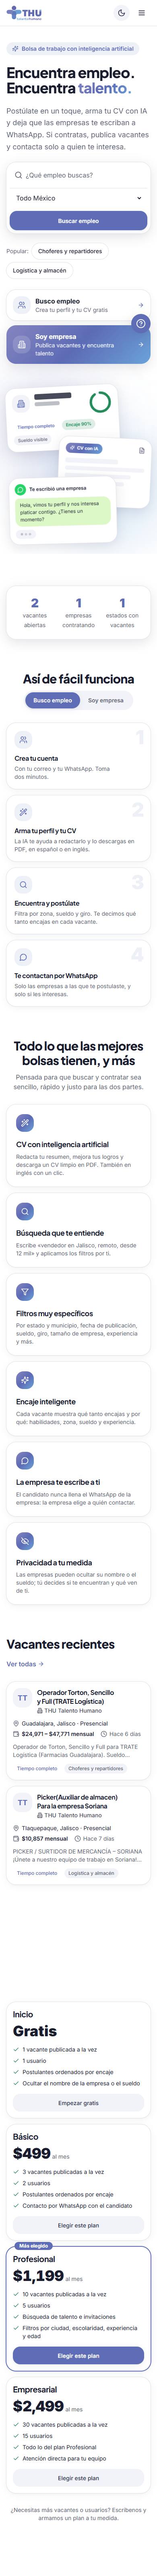 THU
Bolsa de trabajo con inteligencia artificial
Encuentra empleo.
Encuentra talento.
Postúlate en un toque, arma tu CV con IA
y deja que las empresas te escriban a
WhatsApp. Si contratas, publica vacantes
y contacta solo a quien te interesa.
¿Qué empleo buscas?
Todo México
Buscar empleo
Popular:
Choferes y repartidores
Logística y almacén
Busco empleo
Crea tu perfil y tu CV gratis
Soy empresa
Publica vacantes y encuentra
talento
Tiempo completo
Encaje 95%
Sueldo visible
CV con IA
Te escribió una empresa
Hola, vimos tu perfil y nos interesa
platicar contigo. ¿Tienes un
momento?
2
vacantes
abiertas
1
empresas
contratando
1
estados con
vacantes
Así de fácil funciona
Busco empleo
Soy empresa
1
Crea tu cuenta
Con tu correo y tu WhatsApp. Toma
dos minutos.
2
Arma tu perfil y tu CV
La IA te ayuda a redactarlo y lo descargas en
PDF, en español o en inglés.
3
Encuentra y postúlate
Filtra por zona, sueldo y giro. Te decimos qué
tanto encajas en cada vacante.
4
Te contactan por WhatsApp
Solo las empresas a las que te postulaste, y
solo si les interesas.
Todo lo que las mejores
bolsas tienen, y más
Pensada para que buscar y contratar sea
sencillo, rápido y justo para las dos partes.
CV con inteligencia artificial
Redacta tu resumen, mejora tus logros y
descarga un CV limpio en PDF. También en
inglés con un clic.
Búsqueda que te entiende
Escribe «vendedor en Jalisco, remoto, desde
12 mil» y aplicamos los filtros por ti.
Filtros muy específicos
Por estado y municipio, fecha de publicación,
sueldo, giro, tamaño de empresa, experiencia
y más.
Encaje inteligente
Cada vacante muestra qué tanto encajas y por
qué: habilidades, zona, sueldo y experiencia.
La empresa te escribe a ti
El candidato nunca llena el WhatsApp de la
empresa: la empresa elige a quién contactar.
Privacidad a tu medida
Las empresas pueden ocultar su nombre o el
sueldo; tú decides si te encuentran y qué ven
de ti.
Vacantes recientes
Ver todas
TT
Operador Torton, Sencillo
y Full (TRATE Logística)
THU Talento Humano
Guadalajara, Jalisco · Presencial
$24,971 – $47,771 mensual
Hace 6 días
Operador de Torton, Sencillo y Full para TRATE
Logística (Farmacias Guadalajara). Sueldo...
Tiempo completo
Choferes y repartidores
TT
Picker(Auxiliar de almacen)
Para la empresa Soriana
THU Talento Humano
Tlaquepaque, Jalisco · Presencial
$10,857 mensual
Hace 7 días
PICKER / SURTIDOR DE MERCANCÍA – SORIANA
¡Únete a nuestro equipo de trabajo en Soriana!...
Tiempo completo
Logística y almacén
Inicio
Gratis
1 vacante publicada a la vez
1 usuario
Postulantes ordenados por encaje
Ocultar el nombre de la empresa o el sueldo
Empezar gratis
Básico
$499 al mes
3 vacantes publicadas a la vez
2 usuarios
Postulantes ordenados por encaje
Contacto por WhatsApp con el candidato
Elegir este plan
Más elegido
Profesional
$1,199 al mes
10 vacantes publicadas a la vez
5 usuarios
Búsqueda de talento e invitaciones
Filtros por ciudad, escolaridad, experiencia
y edad
Elegir este plan
Empresarial
$2,499 al mes
30 vacantes publicadas a la vez
15 usuarios
Todo lo del plan Profesional
Atención directa para tu equipo
Elegir este plan
¿Necesitas más vacantes o usuarios? Escríbenos y
armamos un plan a tu medida.